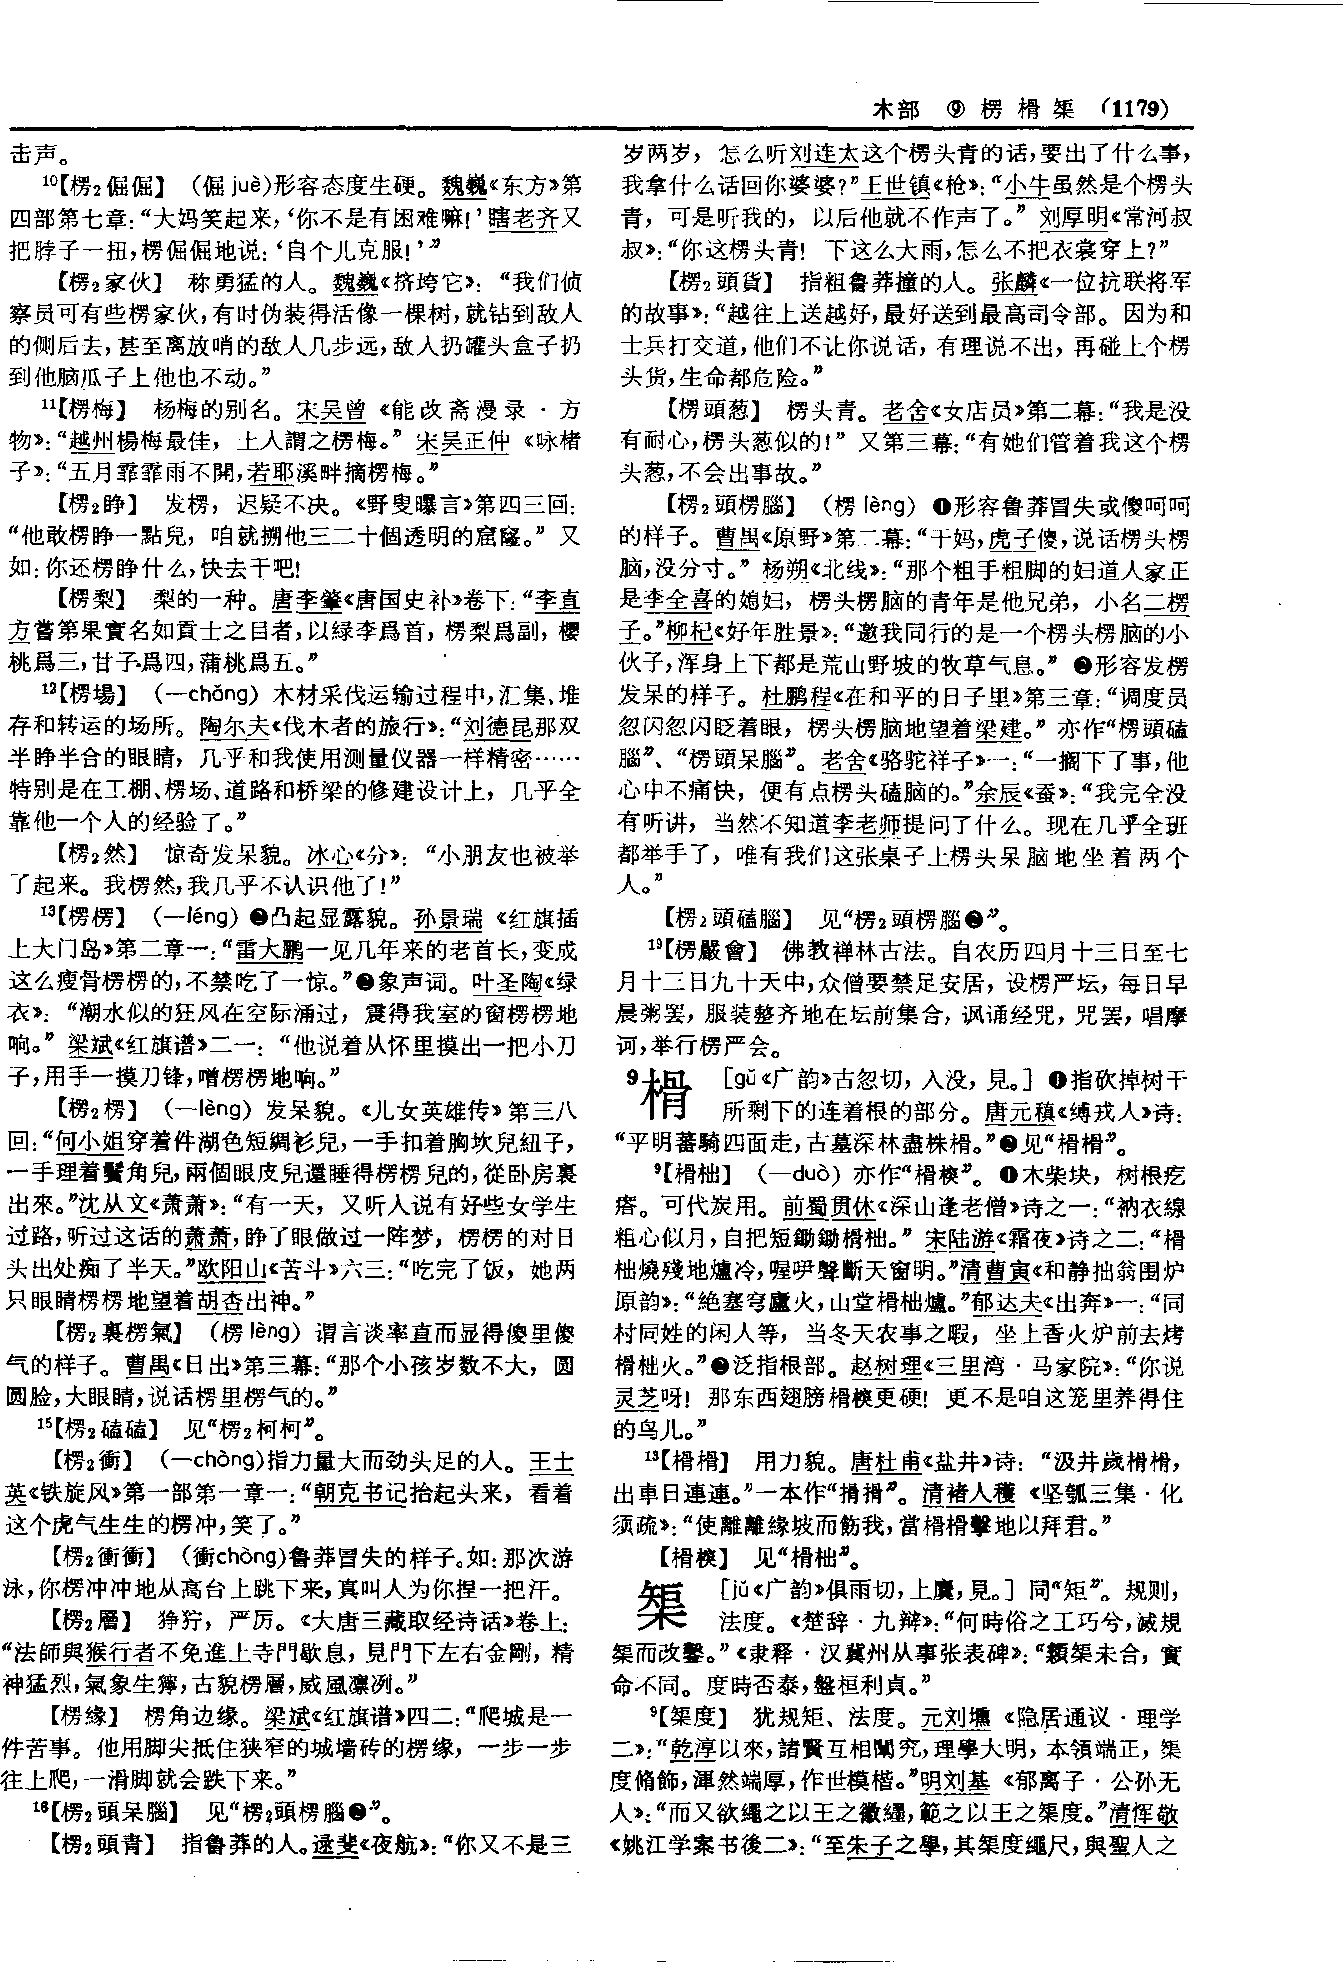 木部 ⑨ 楞 榾 榘 (1179)
击声。
10【楞2倔倔】 (倔 juè)形容态度生硬。魏巍《东方》第
四部第七章:“大妈笑起来,‘你不是有困难嘛!’瞎老齐又
把脖子一扭,楞倔倔地说:‘自个儿克服!’”
【楞2家伙】 称勇猛的人。魏巍《挤垮它》: “我们侦
察员可有些楞家伙,有时伪装得活像一棵树,就钻到敌人
的侧后去,甚至离放哨的敌人几步远,敌人扔罐头盒子扔
到他脑瓜子上他也不动。”
11【楞梅】 杨梅的别名。宋吴曾《能改斋漫录·方
物》:“越州楊梅最佳, 土人謂之楞梅。” 宋吴正仲《咏楮
子》:“五月霏霏雨不開,若耶溪畔摘楞梅。”
【楞2睁】 发楞, 迟疑不决。《野叟曝言》第四三回:
“他敢楞睁一點兒, 咱就搠他三二十個透明的窟窿。” 又
如:你还楞睁什么,快去干吧!
【楞梨】 梨的一种。唐李肇《唐国史补》卷下:“李直
方嘗第果實名如貢士之目者,以緑李爲首, 楞梨爲副, 櫻
桃爲三,甘子爲四,蒲桃爲五。”
12【楞場】 (—chǎng) 木材采伐运输过程中,汇集、堆
存和转运的场所。陶尔夫《伐木者的旅行》:“刘德昆那双
半睁半合的眼睛, 几乎和我使用测量仪器一样精密……
特别是在工棚、楞场、道路和桥梁的修建设计上, 几乎全
靠他一个人的经验了。”
【楞2然】 惊奇发呆貌。冰心《分》: “小朋友也被举
了起来。我楞然,我几乎不认识他了!”
13【楞楞】 (—léng) ❶凸起显露貌。孙景瑞《红旗插
上大门岛》第二章一:“雷大鹏一见几年来的老首长,变成
这么瘦骨楞楞的,不禁吃了一惊。”❷象声词。叶圣陶《绿
衣》: “潮水似的狂风在空际涌过, 震得我室的窗楞楞地
响。” 梁斌《红旗谱》二一: “他说着从怀里摸出一把小刀
子,用手一摸刀锋,噌楞楞地响。”
【楞2楞】 (—lèng) 发呆貌。《儿女英雄传》第三八
回:“何小姐穿着件湖色短綢衫兒,一手扣着胸坎兒紐子,
一手理着鬢角兒,兩個眼皮兒還睡得楞楞兒的,從卧房裏
出來。”沈从文《萧萧》:“有一天, 又听人说有好些女学生
过路,听过这话的萧萧,睁了眼做过一阵梦, 楞楞的对日
头出处痴了半天。”欧阳山《苦斗》六三:“吃完了饭, 她两
只眼睛楞楞地望着胡杏出神。”
【楞2裏楞氣】 (楞 lèng) 谓言谈率直而显得傻里傻
气的样子。曹禺《日出》第三幕:“那个小孩岁数不大, 圆
圆脸,大眼睛,说话楞里楞气的。”
15【楞2磕磕】 见“楞2柯柯”。
【楞2衝】 (—chòng)指力量大而劲头足的人。王士
英《铁旋风》第一部第一章一:“朝克书记抬起头来, 看着
这个虎气生生的楞冲,笑了。”
【楞2衝衝】 (衝chòng)鲁莽冒失的样子。如:那次游
泳,你楞冲冲地从高台上跳下来,真叫人为你捏一把汗。
【楞2層】 狰狞, 严厉。《大唐三藏取经诗话》卷上:
“法師與猴行者不免進上寺門歇息, 見門下左右金剛, 精
神猛烈,氣象生獰,古貌楞層,威風凛冽。”
【楞缘】 楞角边缘。梁斌《红旗谱》四二:“爬城是一
件苦事。他用脚尖抵住狭窄的城墙砖的楞缘, 一步一步
往上爬,一滑脚就会跌下来。”
16【楞2頭呆腦】 见“楞2頭楞腦❷”。
【楞2頭青】 指鲁莽的人。逯斐《夜航》:“你又不是三
岁两岁, 怎么听刘连太这个楞头青的话,要出了什么事,
我拿什么话回你婆婆?”王世镇《枪》:“小牛虽然是个楞头
青, 可是听我的, 以后他就不作声了。” 刘厚明《常河叔
叔》:“你这楞头青! 下这么大雨,怎么不把衣裳穿上?”
【楞2頭貨】 指粗鲁莽撞的人。张麟《一位抗联将军
的故事》:“越往上送越好,最好送到最高司令部。因为和
士兵打交道,他们不让你说话, 有理说不出, 再碰上个楞
头货,生命都危险。”
【楞頭葱】 楞头青。老舍《女店员》第二幕:“我是没
有耐心,楞头葱似的!” 又第三幕:“有她们管着我这个楞
头葱,不会出事故。”
【楞2頭楞腦】 (楞 lèng) ❶形容鲁莽冒失或傻呵呵
的样子。曹禺《原野》第二幕:“干妈,虎子傻,说话楞头楞
脑,没分寸。” 杨朔《北线》:“那个粗手粗脚的妇道人家正
是李全喜的媳妇, 楞头楞脑的青年是他兄弟, 小名二楞
子。”柳杞《好年胜景》:“邀我同行的是一个楞头楞脑的小
伙子,浑身上下都是荒山野坡的牧草气息。” ❷形容发楞
发呆的样子。杜鹏程《在和平的日子里》第三章:“调度员
忽闪忽闪眨着眼, 楞头楞脑地望着梁建。” 亦作“楞頭磕
腦”、“楞頭呆腦”。老舍《骆驼祥子》一:“一搁下了事,他
心中不痛快, 便有点楞头磕脑的。”余辰《蚕》:“我完全没
有听讲, 当然不知道李老师提问了什么。现在几乎全班
都举手了, 唯有我们这张桌子上楞头呆脑地坐着两个
人。”
【楞2頭磕腦】 见“楞2頭楞腦❷”。
19【楞嚴會】 佛教禅林古法。自农历四月十三日至七
月十三日九十天中,众僧要禁足安居, 设楞严坛, 每日早
晨粥罢, 服装整齐地在坛前集合, 讽诵经咒, 咒罢, 唱摩
诃,举行楞严会。
9榾 [gǔ《广韵》古忽切, 入没, 見。] ❶指砍掉树干
所剩下的连着根的部分。唐元稹《缚戎人》诗:
“平明蕃騎四面走,古墓深林盡株榾。”❷见“榾榾”。
9【榾柮】 (—duò) 亦作“榾𣕊”。❶木柴块, 树根疙
瘩。可代炭用。前蜀贯休《深山逢老僧》诗之一:“衲衣線
粗心似月,自把短鋤鋤榾柮。” 宋陆游《霜夜》诗之二:“榾
柮燒殘地爐冷,喔咿聲斷天窗明。”清曹寅《和静拙翁围炉
原韵》:“絶塞穹廬火,山堂榾柮爐。”郁达夫《出奔》一:“同
村同姓的闲人等, 当冬天农事之暇, 坐上香火炉前去烤
榾柮火。”❷泛指根部。赵树理《三里湾·马家院》:“你说
灵芝呀! 那东西翅膀榾𣕊更硬! 更不是咱这笼里养得住
的鸟儿。”
13【榾榾】 用力貌。唐杜甫《盐井》诗: “汲井歲榾榾,
出車日連連。”一本作“搰搰”。清褚人穫《坚瓠三集·化
须疏》:“使離離缘坡而飭我,當榾榾擊地以拜君。”
【榾𣕊】 见“榾柮”。
榘 [jǔ《广韵》俱雨切,上麌,見。] 同“矩”。规则,
法度。《楚辞·九辩》:“何時俗之工巧兮,滅規
榘而改鑿。”《隶释·汉冀州从事张表碑》:“纇榘未合, 實
命不同。度時否泰,盤桓利貞。”
9【榘度】 犹规矩、法度。元刘壎《隐居通议·理学
二》:“乾淳以來,諸賢互相闡究,理學大明, 本領端正, 榘
度脩飾,渾然端厚,作世模楷。”明刘基《郁离子·公孙无
人》:“而又欲繩之以王之徽纆,範之以王之榘度。”清恽敬
《姚江学案书後二》:“至朱子之學,其榘度繩尺,與聖人之